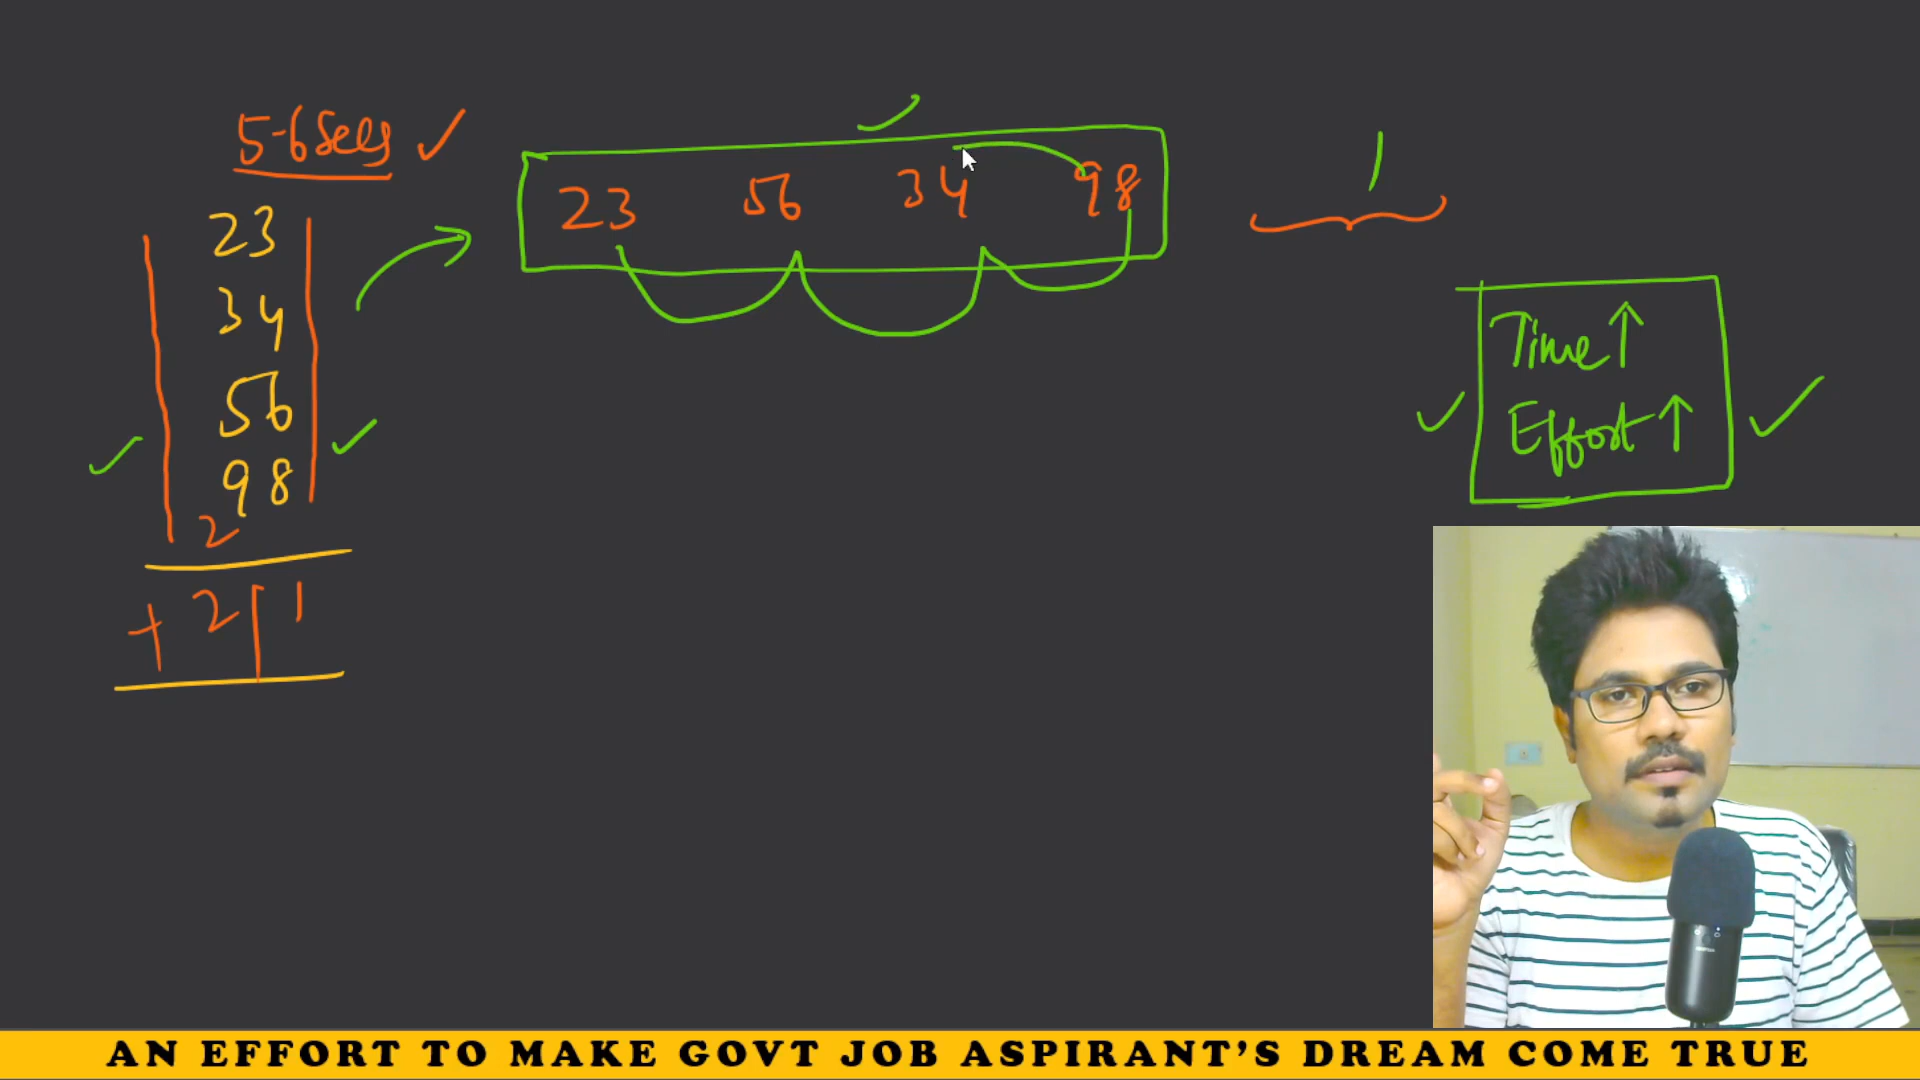 5-6 Secs
23
34
56
98
2
+ 211
23 56 34 98
1
Time ↑
Effort ↑
AN EFFORT TO MAKE GOVT JOB ASPIRANT'S DREAM COME TRUE